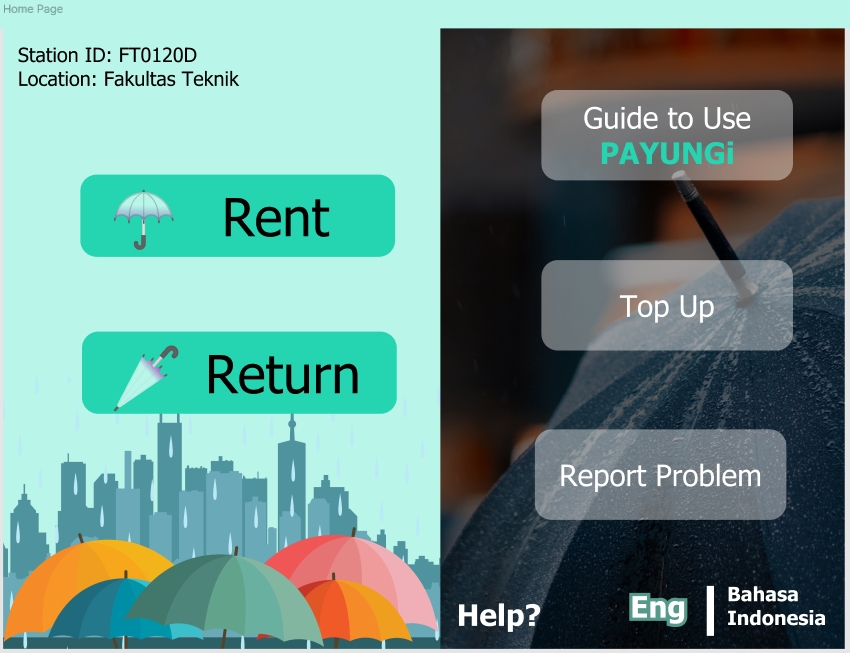 Home Page
Station ID: FT0120D
Location: Fakultas Teknik
Rent
Return
Guide to Use
PAYUNGi
Top Up
Report Problem
Help?
Eng
Bahasa
Indonesia